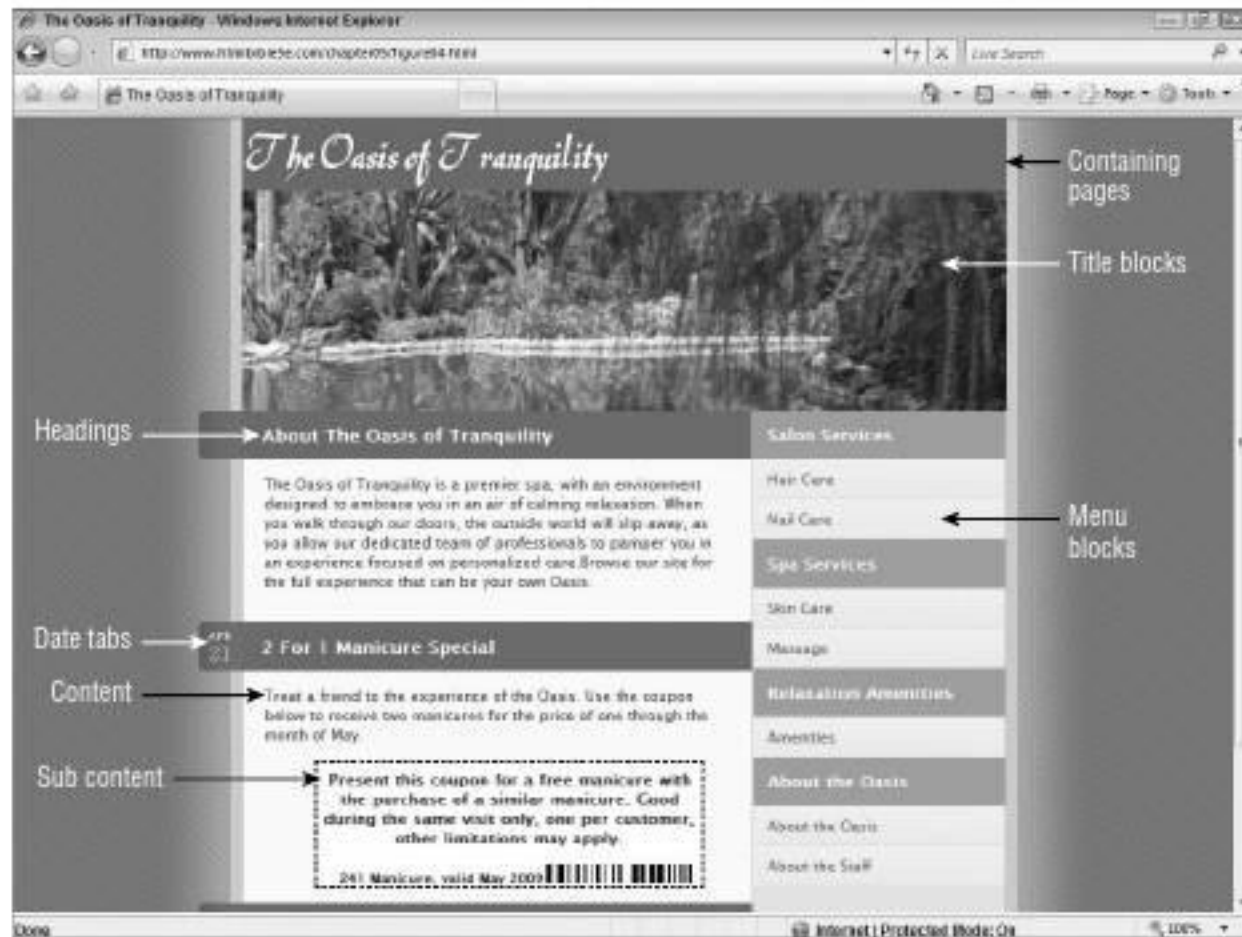 The Oasis of Tranquility - Windows Internet Explorer
Live Search
The Oasis of Tranquility
Page
Tools
The Oasis of Tranquility
Containing
pages
Title blocks
Headings
About The Oasis of Tranquility
Salon Services
The Oasis of Tranquility is a premier spa, with an environment
designed to embrace you in an air of calming relaxation. When
you walk through our doors, the outside world will slip away, as
you allow our dedicated team of professionals to pamper you in
an experience focused on personalized care.Browse our site for
the full experience that can be your own Oasis.
Hair Care
Nail Care
Menu
blocks
Spa Services
Skin Care
Date tabs
21
2 For 1 Manicure Special
Massage
Content
Treat a friend to the experience of the Oasis. Use the coupon
below to receive two manicures for the price of one through the
month of May.
Relaxation Amenities
Amenities
Sub content
Present this coupon for a free manicure with
the purchase of a similar manicure. Good
during the same visit only, one per customer,
other limitations may apply.
241 Manicure, valid May 2009
About the Oasis
About the Oasis
About the Staff
Done
Internet | Protected Mode: On
100%